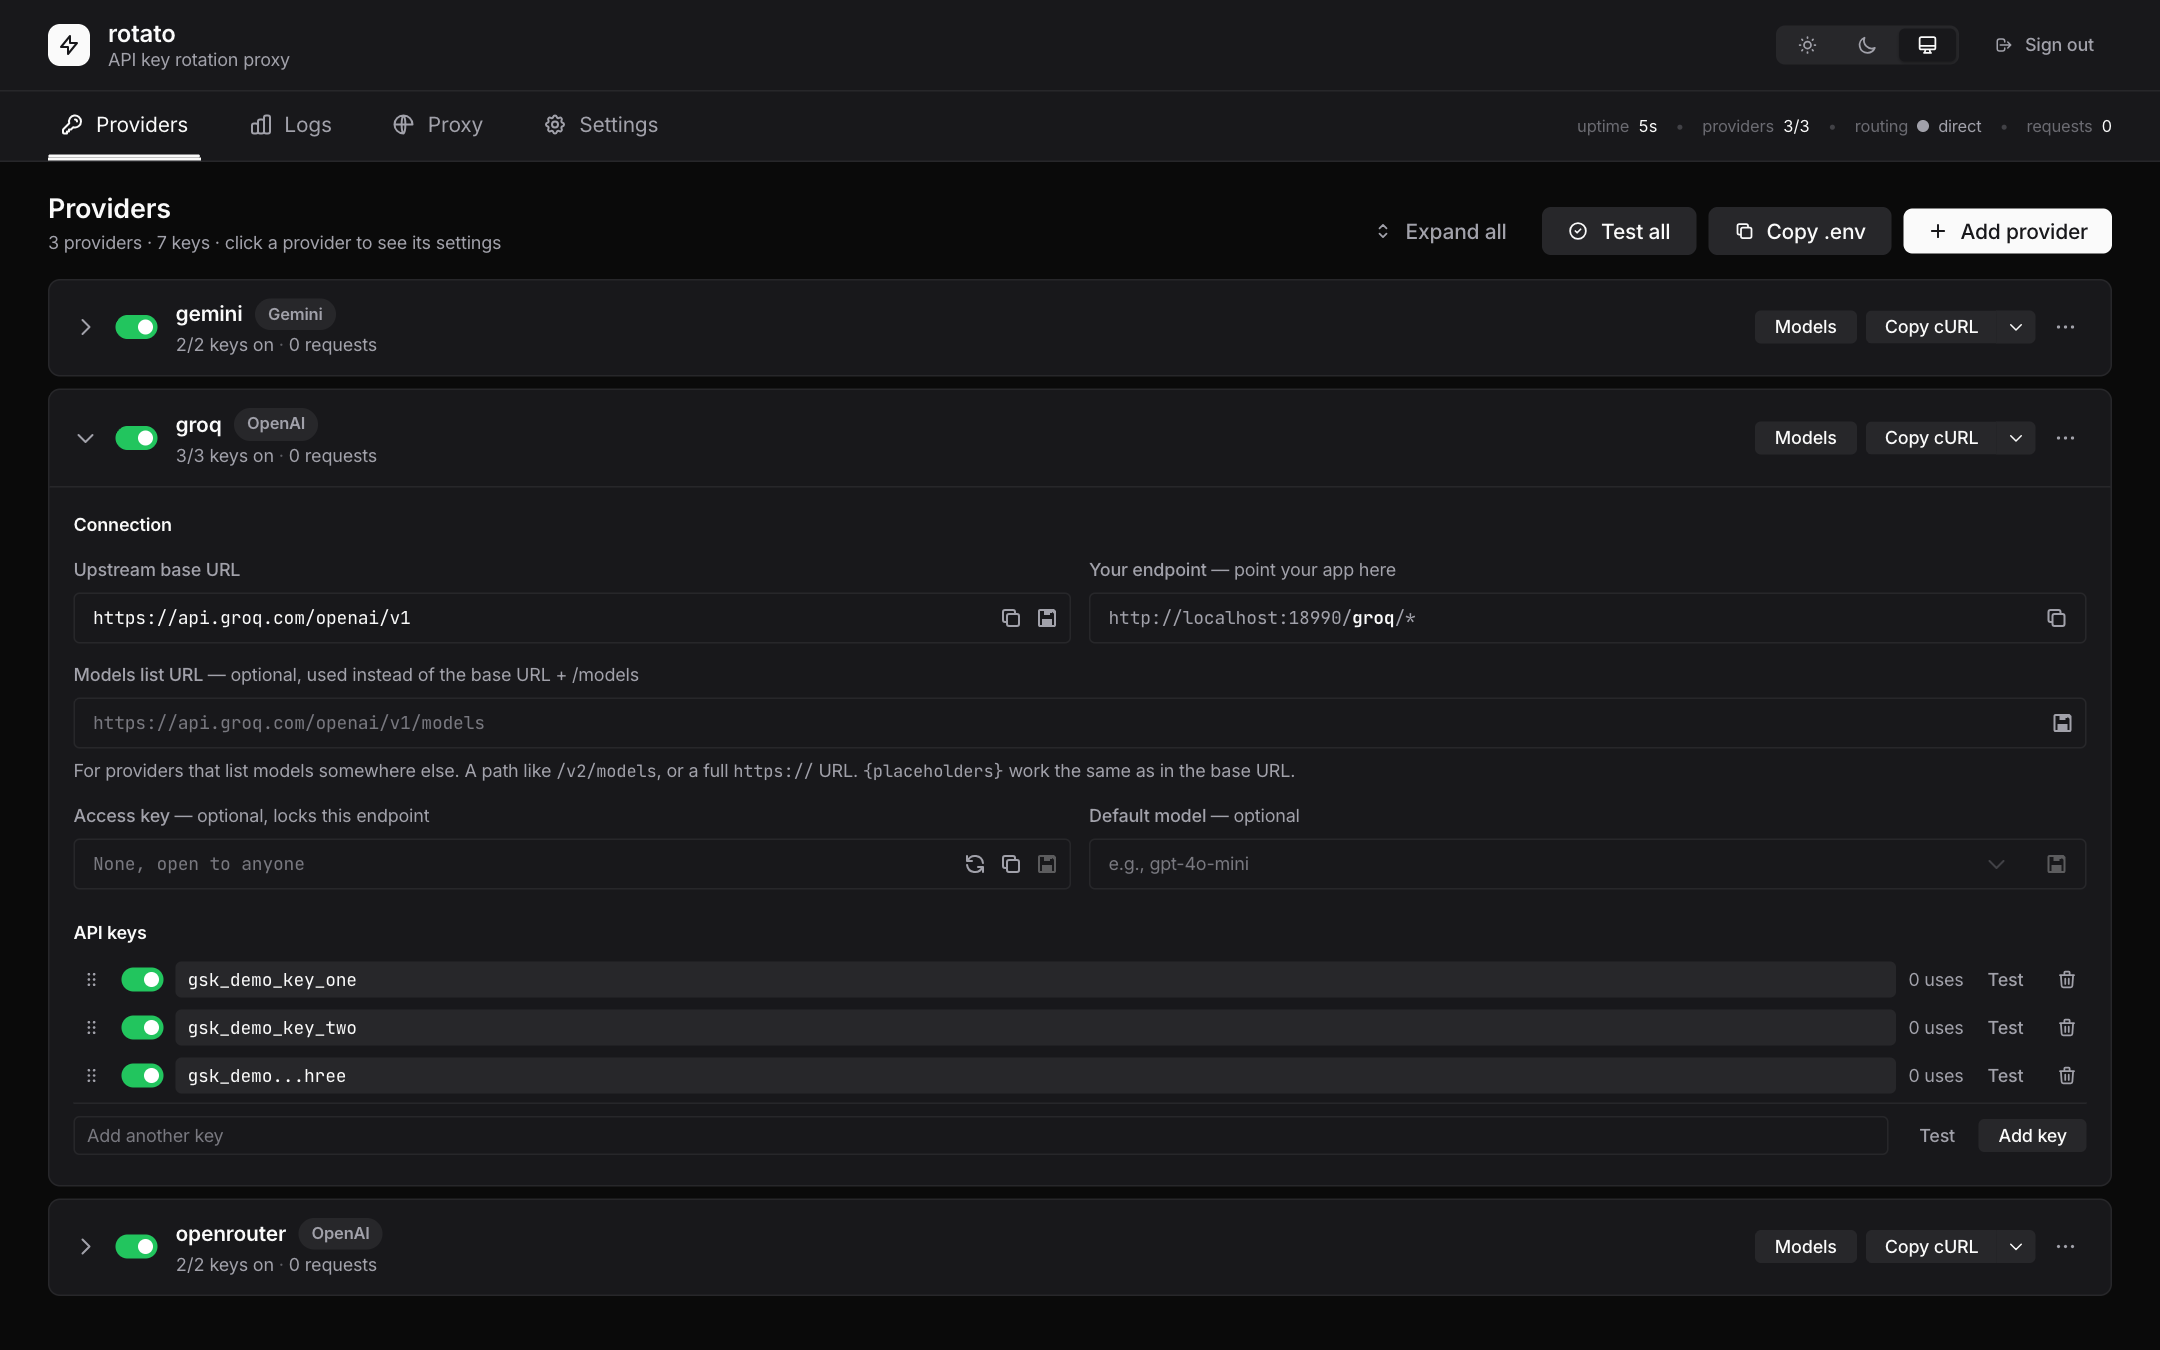 rotato
API key rotation proxy
Sign out
Providers
Logs
Proxy
Settings
uptime 5s • providers 3/3 • routing direct • requests 0
Providers
3 providers · 7 keys · click a provider to see its settings
Expand all
Test all
Copy .env
+ Add provider
gemini Gemini
2/2 keys on · 0 requests
Models
Copy cURL
groq OpenAI
3/3 keys on · 0 requests
Models
Copy cURL
Connection
Upstream base URL
https://api.groq.com/openai/v1
Your endpoint — point your app here
http://localhost:18990/groq/*
Models list URL — optional, used instead of the base URL + /models
https://api.groq.com/openai/v1/models
For providers that list models somewhere else. A path like /v2/models, or a full https:// URL. {placeholders} work the same as in the base URL.
Access key — optional, locks this endpoint
None, open to anyone
Default model — optional
e.g., gpt-4o-mini
API keys
gsk_demo_key_one 0 uses Test
gsk_demo_key_two 0 uses Test
gsk_demo...hree 0 uses Test
Add another key Test Add key
openrouter OpenAI
2/2 keys on · 0 requests
Models
Copy cURL